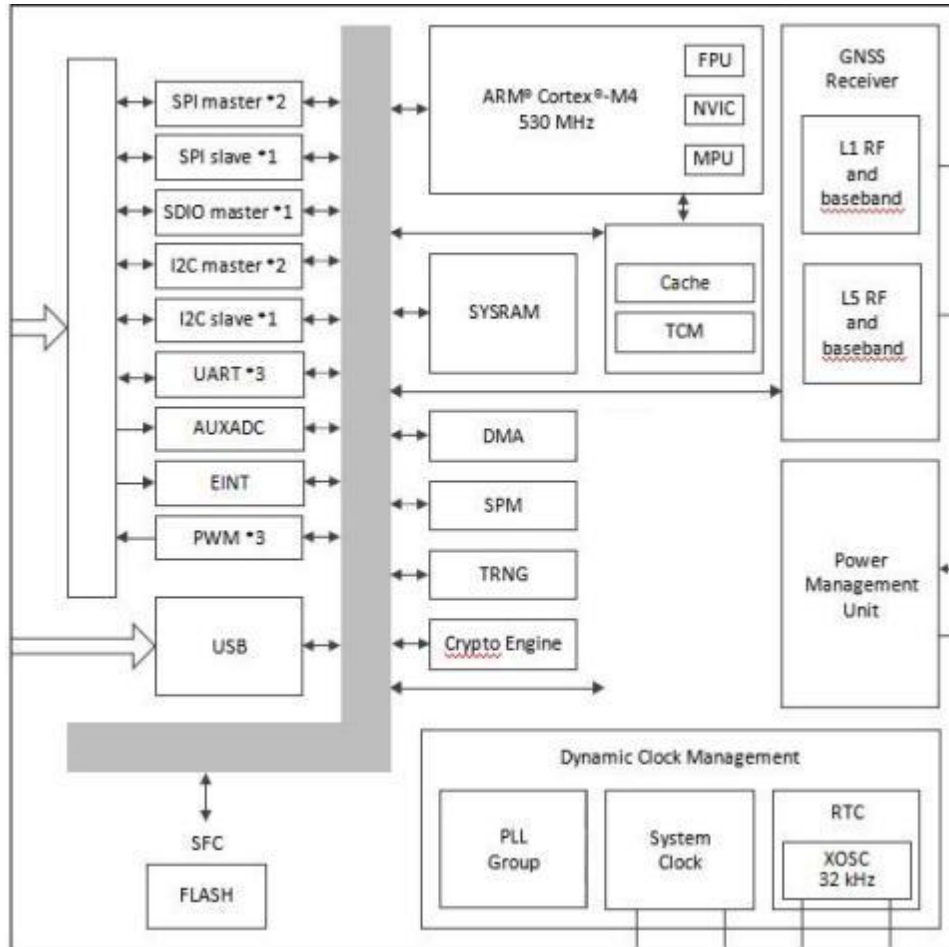 SPI master *2
SPI slave *1
SDIO master *1
I2C master *2
I2C slave *1
UART *3
AUXADC
EINT
PWM *3
USB
SFC
FLASH
ARM® Cortex®-M4
530 MHz
FPU
NVIC
MPU
SYSRAM
Cache
TCM
DMA
SPM
TRNG
Crypto Engine
GNSS
Receiver
L1 RF
and
baseband
L5 RF
and
baseband
Power
Management
Unit
Dynamic Clock Management
PLL
Group
System
Clock
RTC
XOSC
32 kHz